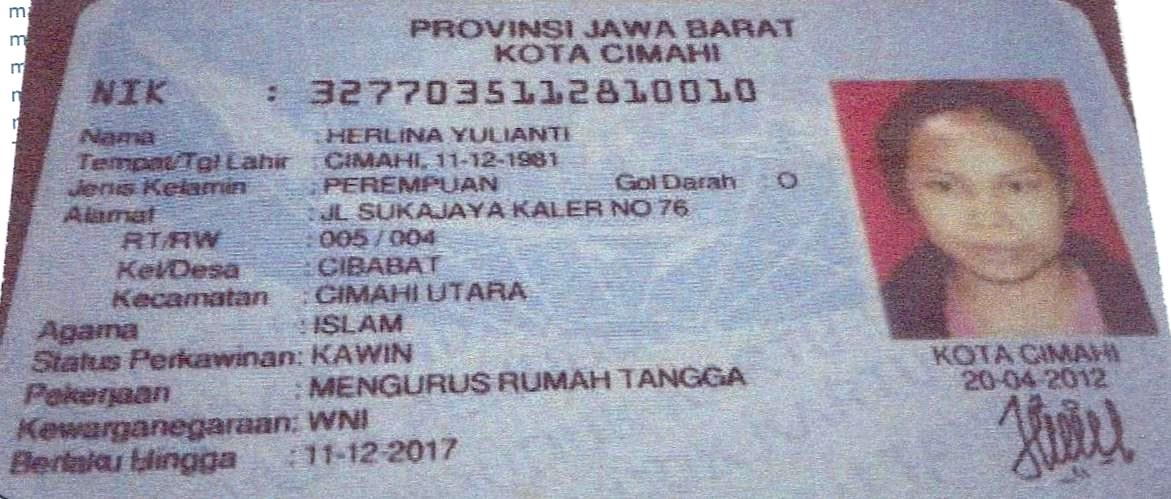 PROVINSI JAWA BARAT
KOTA CIMAHI
NIK : 3277035112810010
Nama : HERLINA YULIANTI
Tempat/Tgl Lahir : CIMAHI, 11-12-1981
Jenis Kelamin : PEREMPUAN Gol Darah : O
Alamat : JL SUKAJAYA KALER NO 76
RT/RW : 005 / 004
Kel/Desa : CIBABAT
Kecamatan : CIMAHI UTARA
Agama : ISLAM
Status Perkawinan: KAWIN
Pekerjaan : MENGURUS RUMAH TANGGA
Kewarganegaraan: WNI
Berlaku Hingga : 11-12-2017
KOTA CIMAHI
20-04-2012